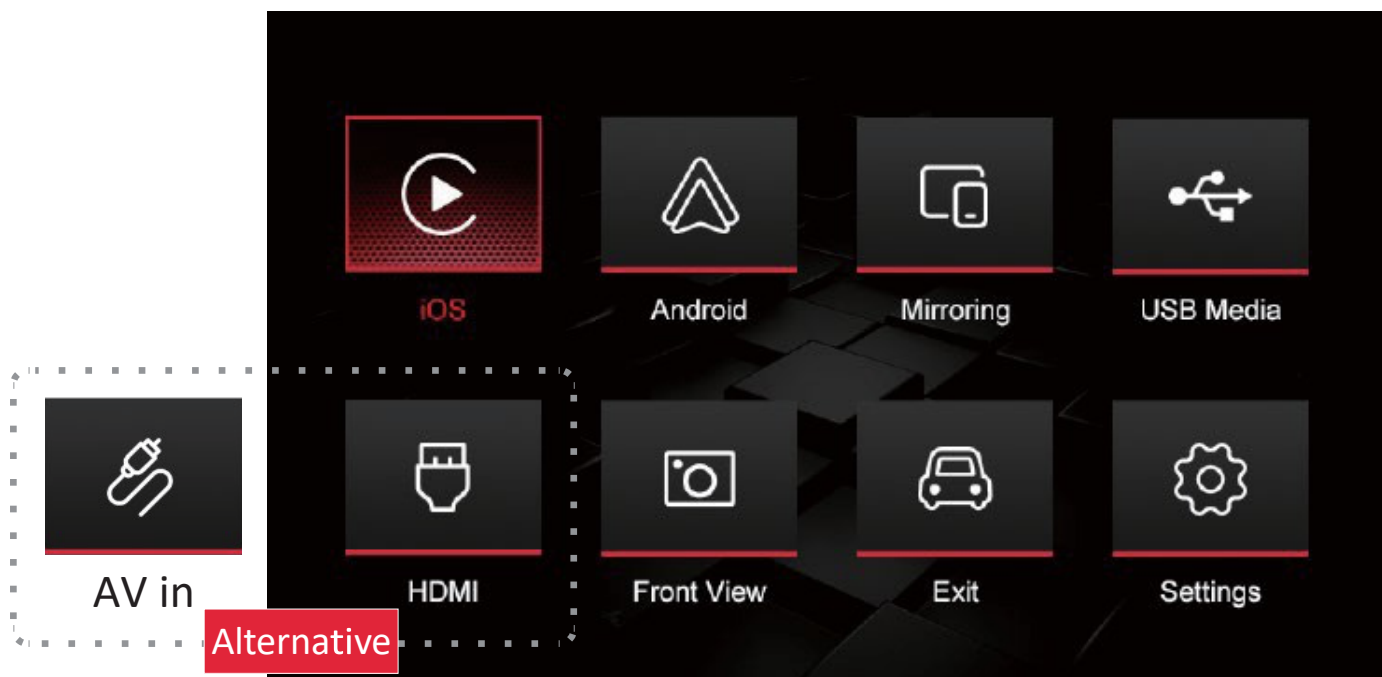 iOS
Android
Mirroring
USB Media
AV in
HDMI
Front View
Exit
Settings
Alternative